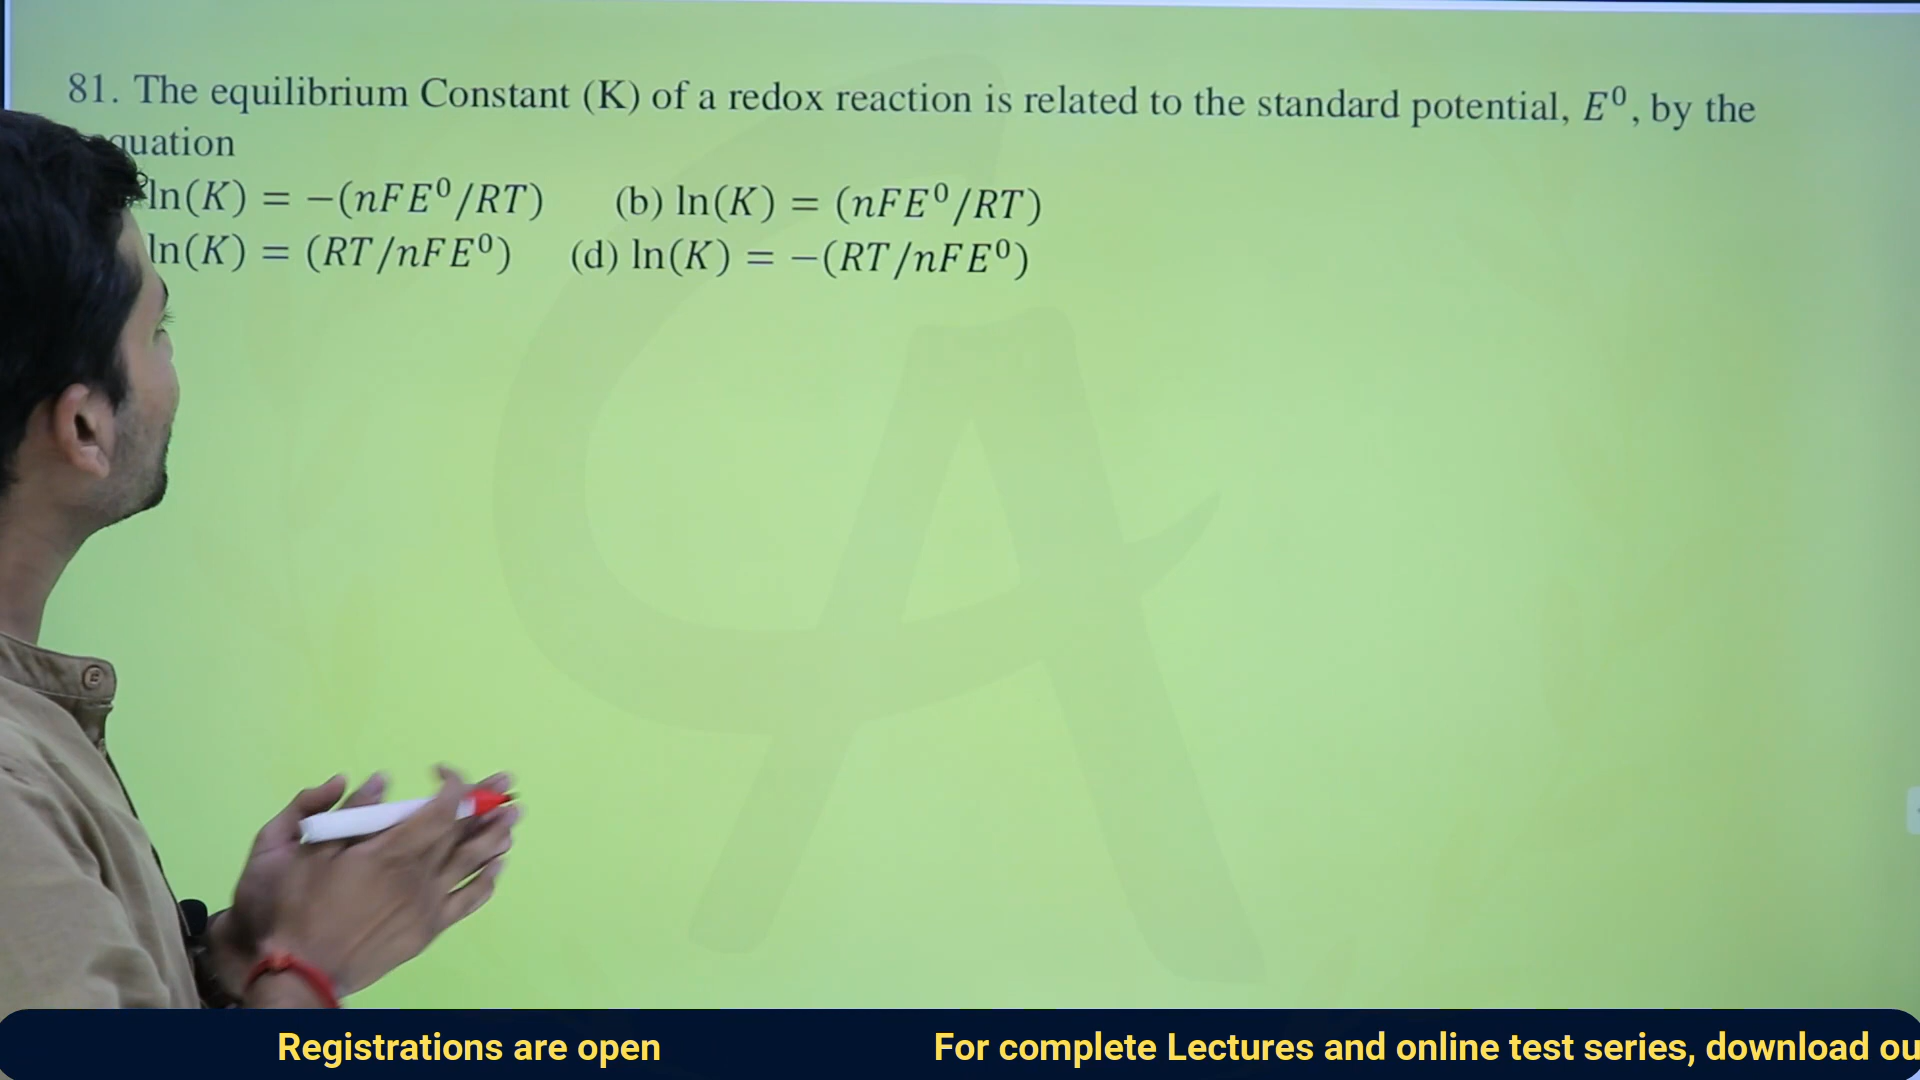 81. The equilibrium Constant (K) of a redox reaction is related to the standard potential, E⁰, by the
quation
ln(K) = −(nFE⁰/RT) (b) ln(K) = (nFE⁰/RT)
ln(K) = (RT/nFE⁰) (d) ln(K) = −(RT/nFE⁰)
Registrations are open For complete Lectures and online test series, download ou